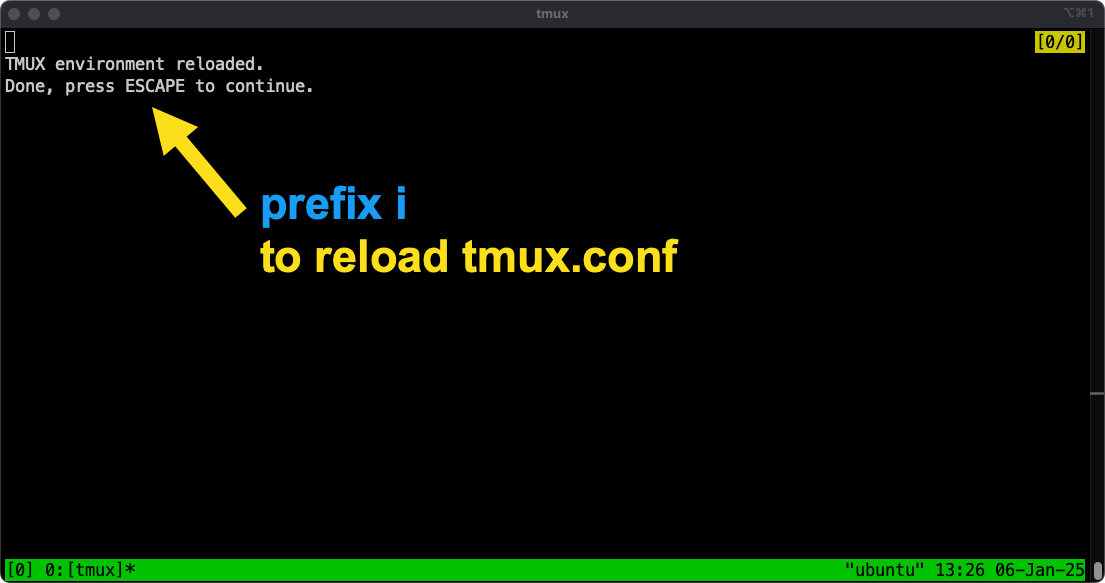 tmux
⌥⌘1
[0/0]
TMUX environment reloaded.
Done, press ESCAPE to continue.
prefix i
to reload tmux.conf
[0] 0:[tmux]*
"ubuntu" 13:26 06-Jan-25